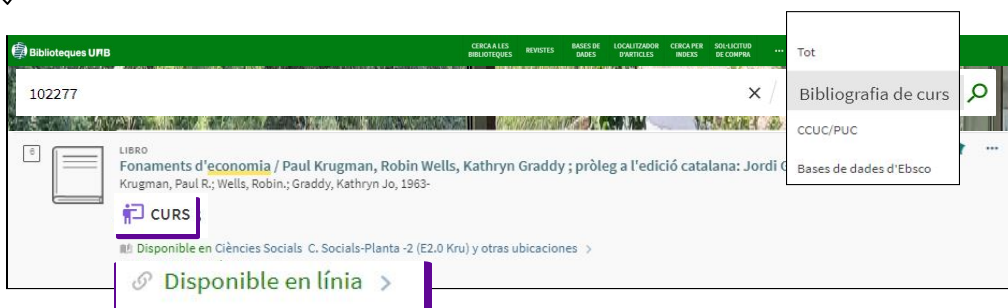 Biblioteques UAB
CERCA A LES BIBLIOTEQUES
REVISTES
BASES DE DADES
LOCALITZADOR D'ARTICLES
CERCA PER INDEXS
SOL·LICITUD DE COMPRA
...
Tot
102277
Bibliografia de curs
CCUC/PUC
Bases de dades d'Ebsco
6
LIBRO
Fonaments d'economia / Paul Krugman, Robin Wells, Kathryn Graddy ; pròleg a l'edició catalana: Jordi
Krugman, Paul R.; Wells, Robin.; Graddy, Kathryn Jo, 1963-
CURS
Disponible en Ciències Socials C. Socials-Planta -2 (E2.0 Kru) y otras ubicaciones >
Disponible en línia >